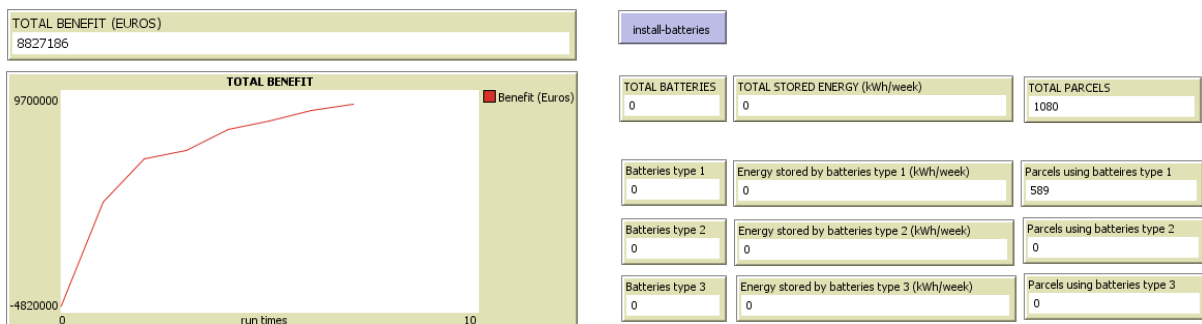 TOTAL BENEFIT (EUROS)
8827186
TOTAL BENEFIT
9700000
-4820000
0
run times
10
Benefit (Euros)
install-batteries
TOTAL BATTERIES
0
TOTAL STORED ENERGY (kWh/week)
0
TOTAL PARCELS
1080
Batteries type 1
0
Energy stored by batteries type 1 (kWh/week)
0
Parcels using batteires type 1
589
Batteries type 2
0
Energy stored by batteries type 2 (kWh/week)
0
Parcels using batteries type 2
0
Batteries type 3
0
Energy stored by batteries type 3 (kWh/week)
0
Parcels using batteries type 3
0